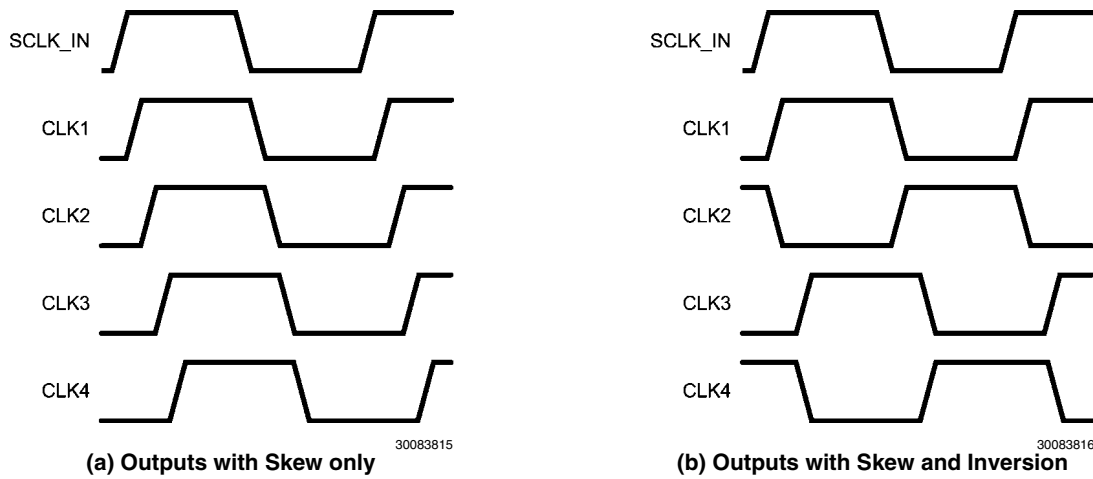 SCLK_IN
CLK1
CLK2
CLK3
CLK4
30083815
(a) Outputs with Skew only
SCLK_IN
CLK1
CLK2
CLK3
CLK4
30083816
(b) Outputs with Skew and Inversion